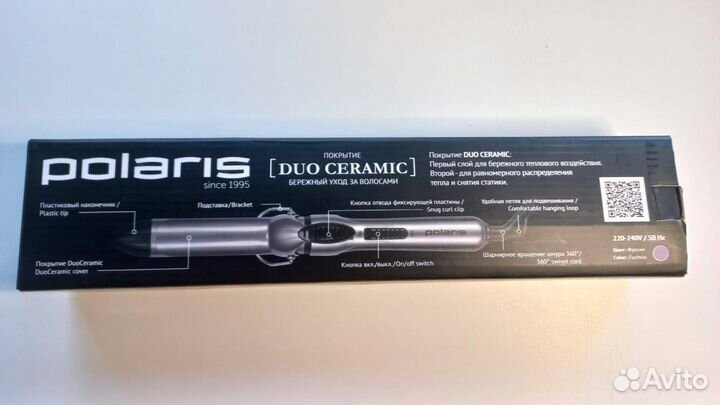 polaris
since 1995
ПОКРЫТИЕ
[DUO CERAMIC]
БЕРЕЖНЫЙ УХОД ЗА ВОЛОСАМИ
Покрытие DUO CERAMIC:
Первый слой для бережного теплового воздействия.
Второй - для равномерного распределения
тепла и снятия статики.
Пластиковый наконечник /
Plastic tip
Подставка/Bracket
Кнопка отвода фиксирующей пластины /
Snug curl clip
Удобная петля для подвешивания /
Comfortable hanging loop
polaris
Покрытие DuoCeramic
DuoCeramic cover
Кнопка вкл./выкл./On/off switch
Шарнирное вращение шнура 360°/
360° swivel cord
220-240V / 50 Hz
Цвет: Фуксия
Color: Fuchsia
Avito